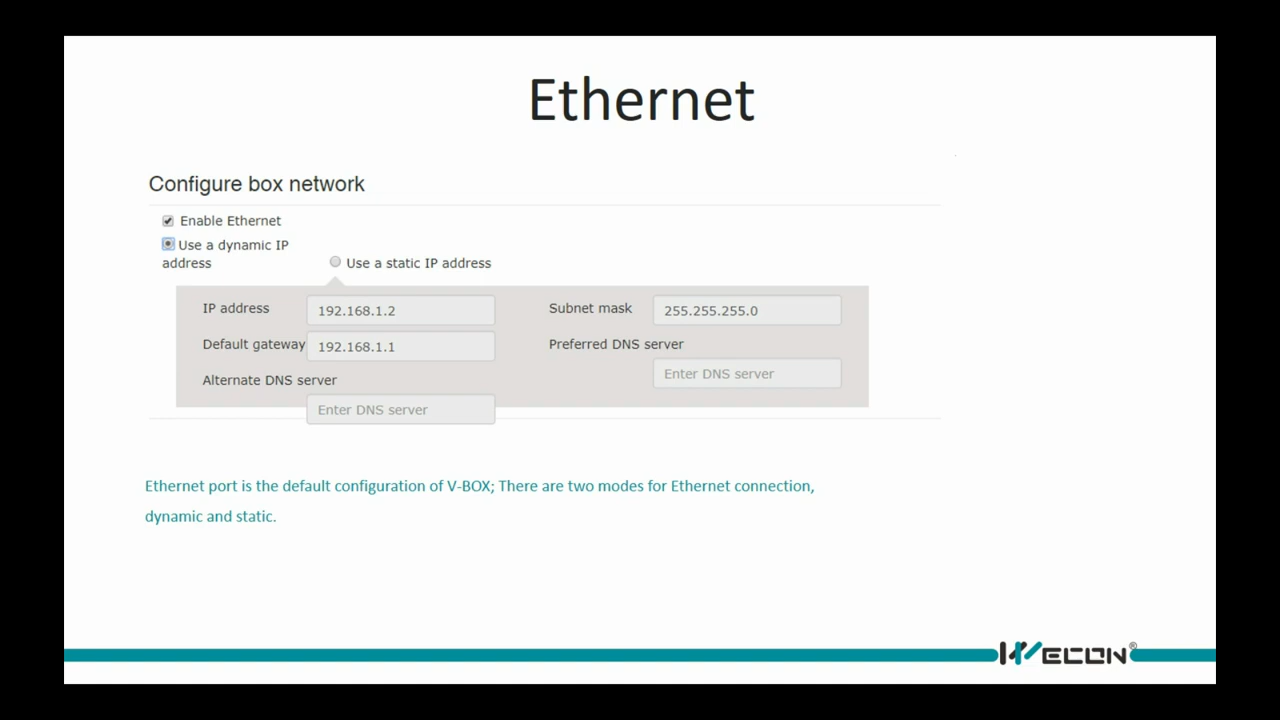 Ethernet
Configure box network
Enable Ethernet
Use a dynamic IP
address
Use a static IP address
IP address 192.168.1.2 Subnet mask 255.255.255.0
Default gateway 192.168.1.1 Preferred DNS server
Enter DNS server
Alternate DNS server
Enter DNS server
Ethernet port is the default configuration of V-BOX; There are two modes for Ethernet connection,
dynamic and static.
WECON®